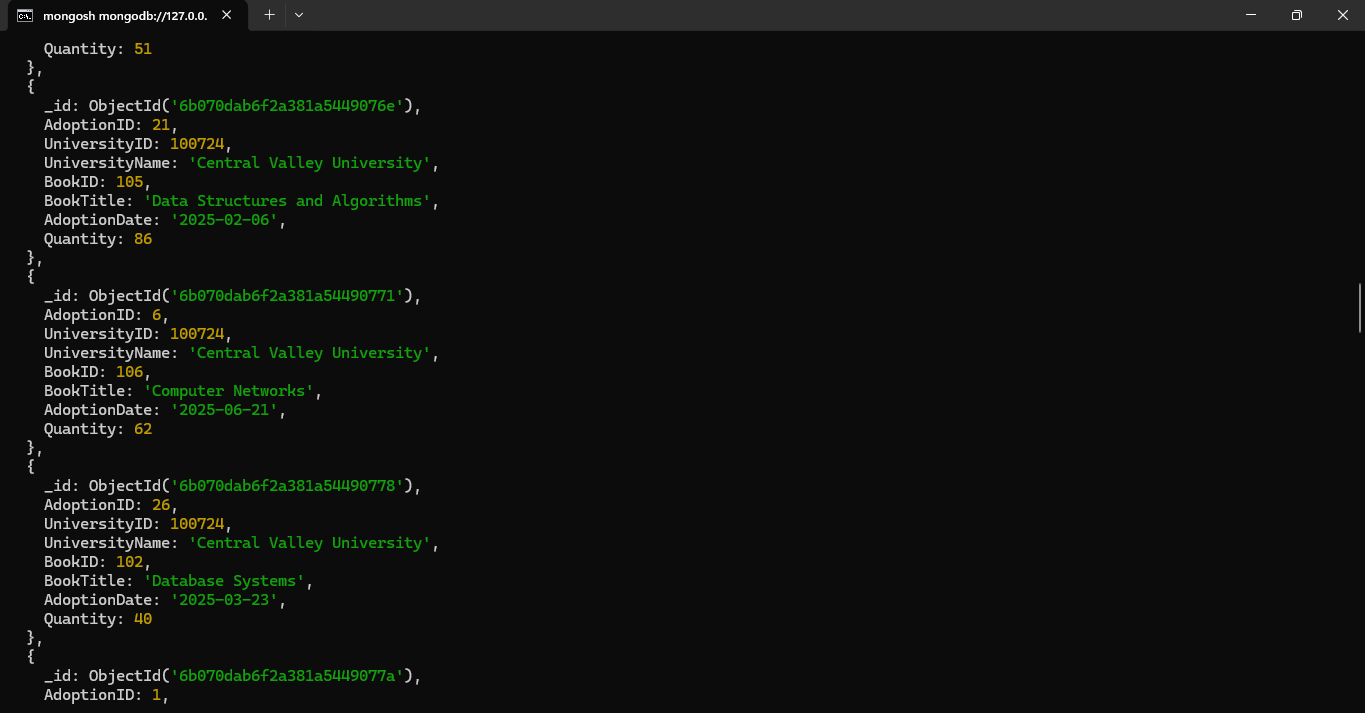 mongosh mongodb://127.0.0.
Quantity: 51
},
{
_id: ObjectId('6b070dab6f2a381a5449076e'),
AdoptionID: 21,
UniversityID: 100724,
UniversityName: 'Central Valley University',
BookID: 105,
BookTitle: 'Data Structures and Algorithms',
AdoptionDate: '2025-02-06',
Quantity: 86
},
{
_id: ObjectId('6b070dab6f2a381a54490771'),
AdoptionID: 6,
UniversityID: 100724,
UniversityName: 'Central Valley University',
BookID: 106,
BookTitle: 'Computer Networks',
AdoptionDate: '2025-06-21',
Quantity: 62
},
{
_id: ObjectId('6b070dab6f2a381a54490778'),
AdoptionID: 26,
UniversityID: 100724,
UniversityName: 'Central Valley University',
BookID: 102,
BookTitle: 'Database Systems',
AdoptionDate: '2025-03-23',
Quantity: 40
},
{
_id: ObjectId('6b070dab6f2a381a5449077a'),
AdoptionID: 1,